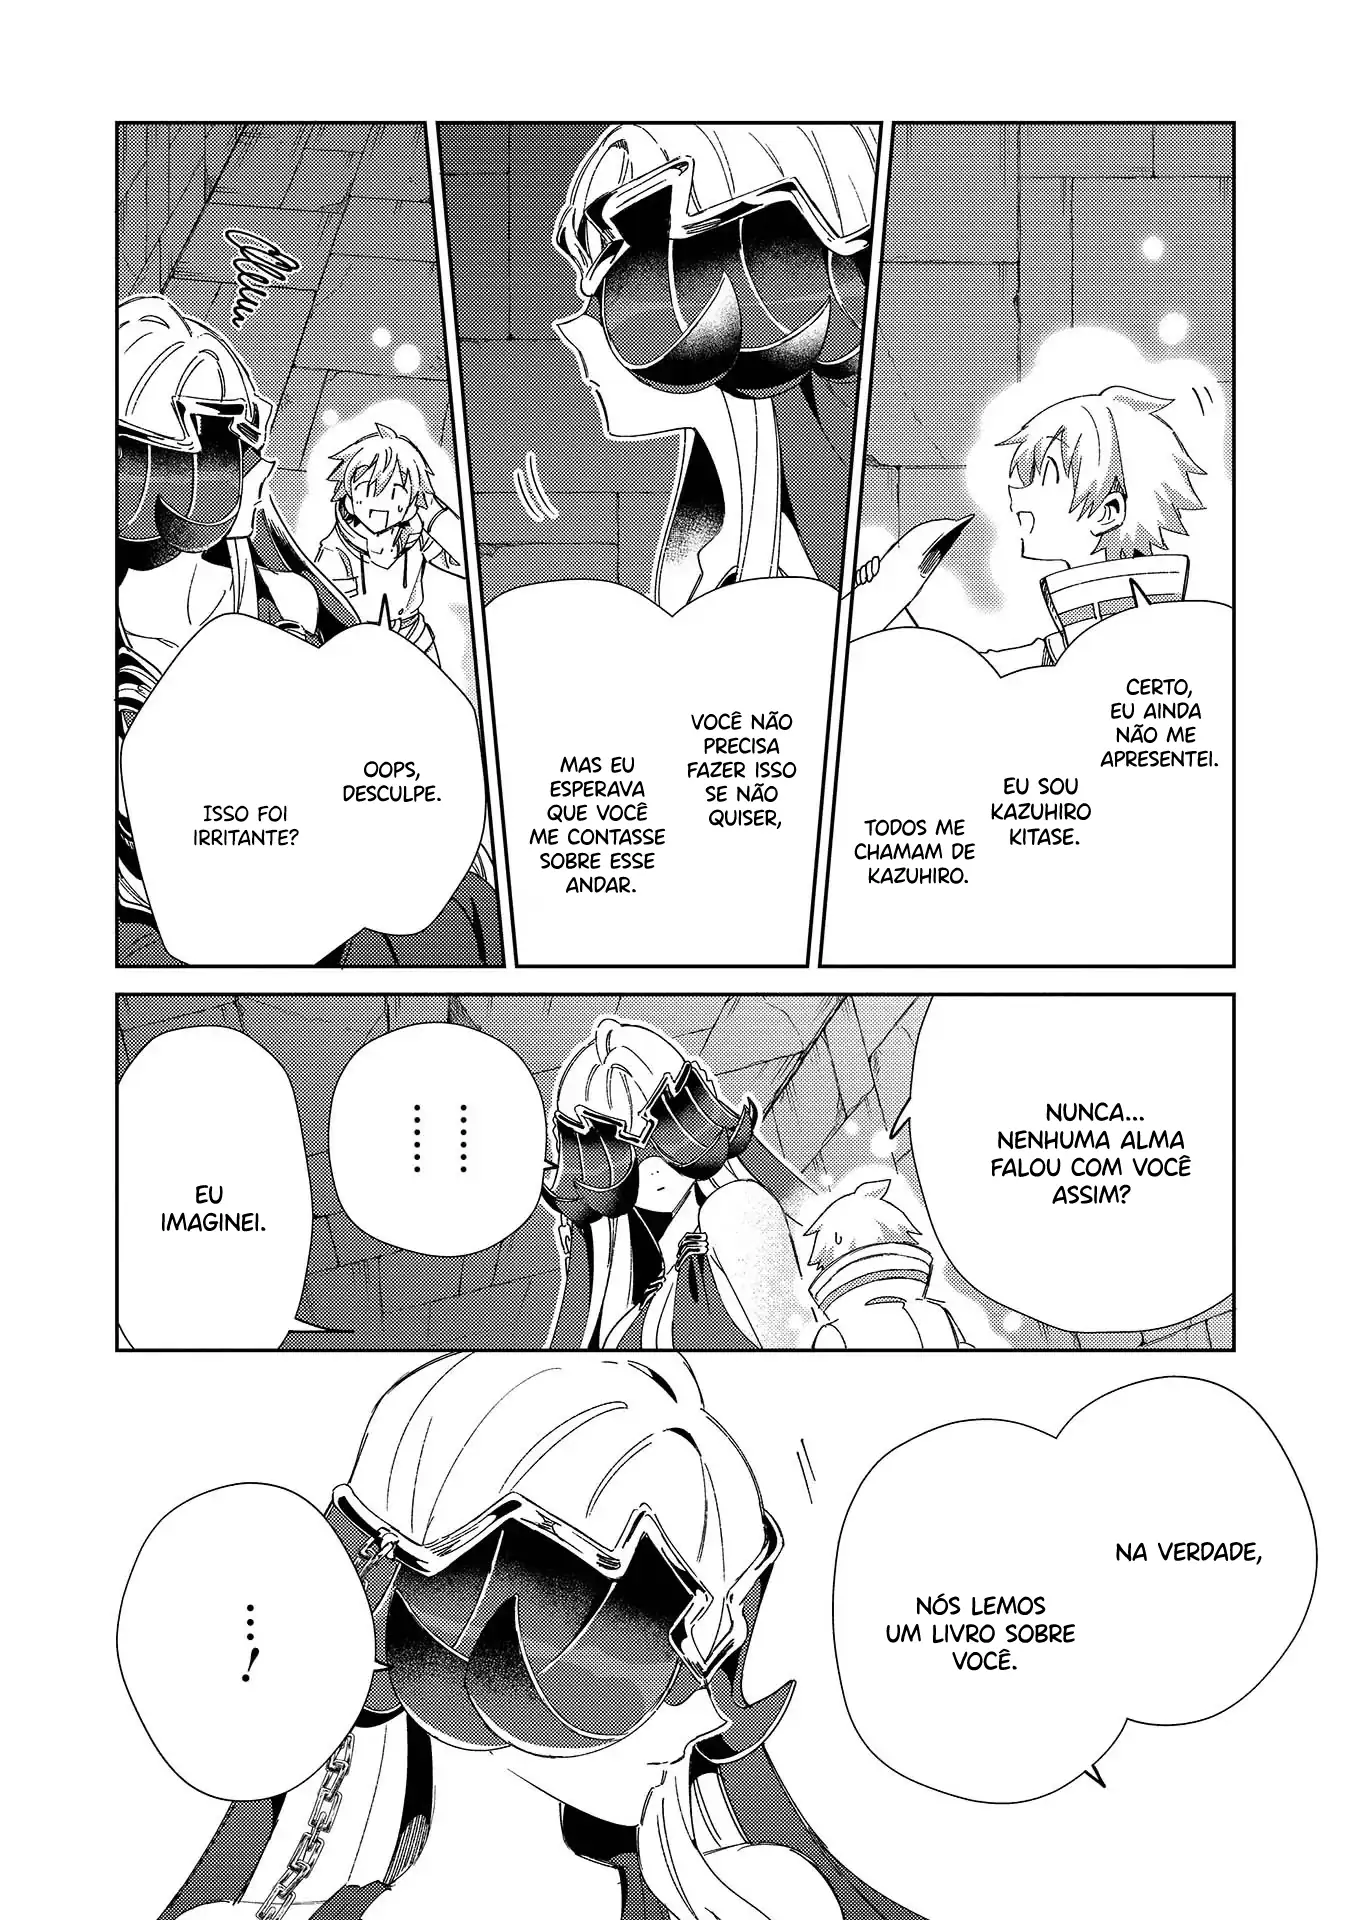 CERTO,
EU AINDA
NÃO ME
APRESENTEI.
EU SOU
KAZUHIRO
KITASE.
TODOS ME
CHAMAM DE
KAZUHIRO.
VOCÊ NÃO
PRECISA
FAZER ISSO
SE NÃO
QUISER,
MAS EU
ESPERAVA
QUE VOCÊ
ME CONTASSE
SOBRE ESSE
ANDAR.
OOPS,
DESCULPE.
ISSO FOI
IRRITANTE?
NUNCA...
NENHUMA ALMA
FALOU COM VOCÊ
ASSIM?
......
......
EU
IMAGINEI.
NA VERDADE,
NÓS LEMOS
UM LIVRO SOBRE
VOCÊ.
...!